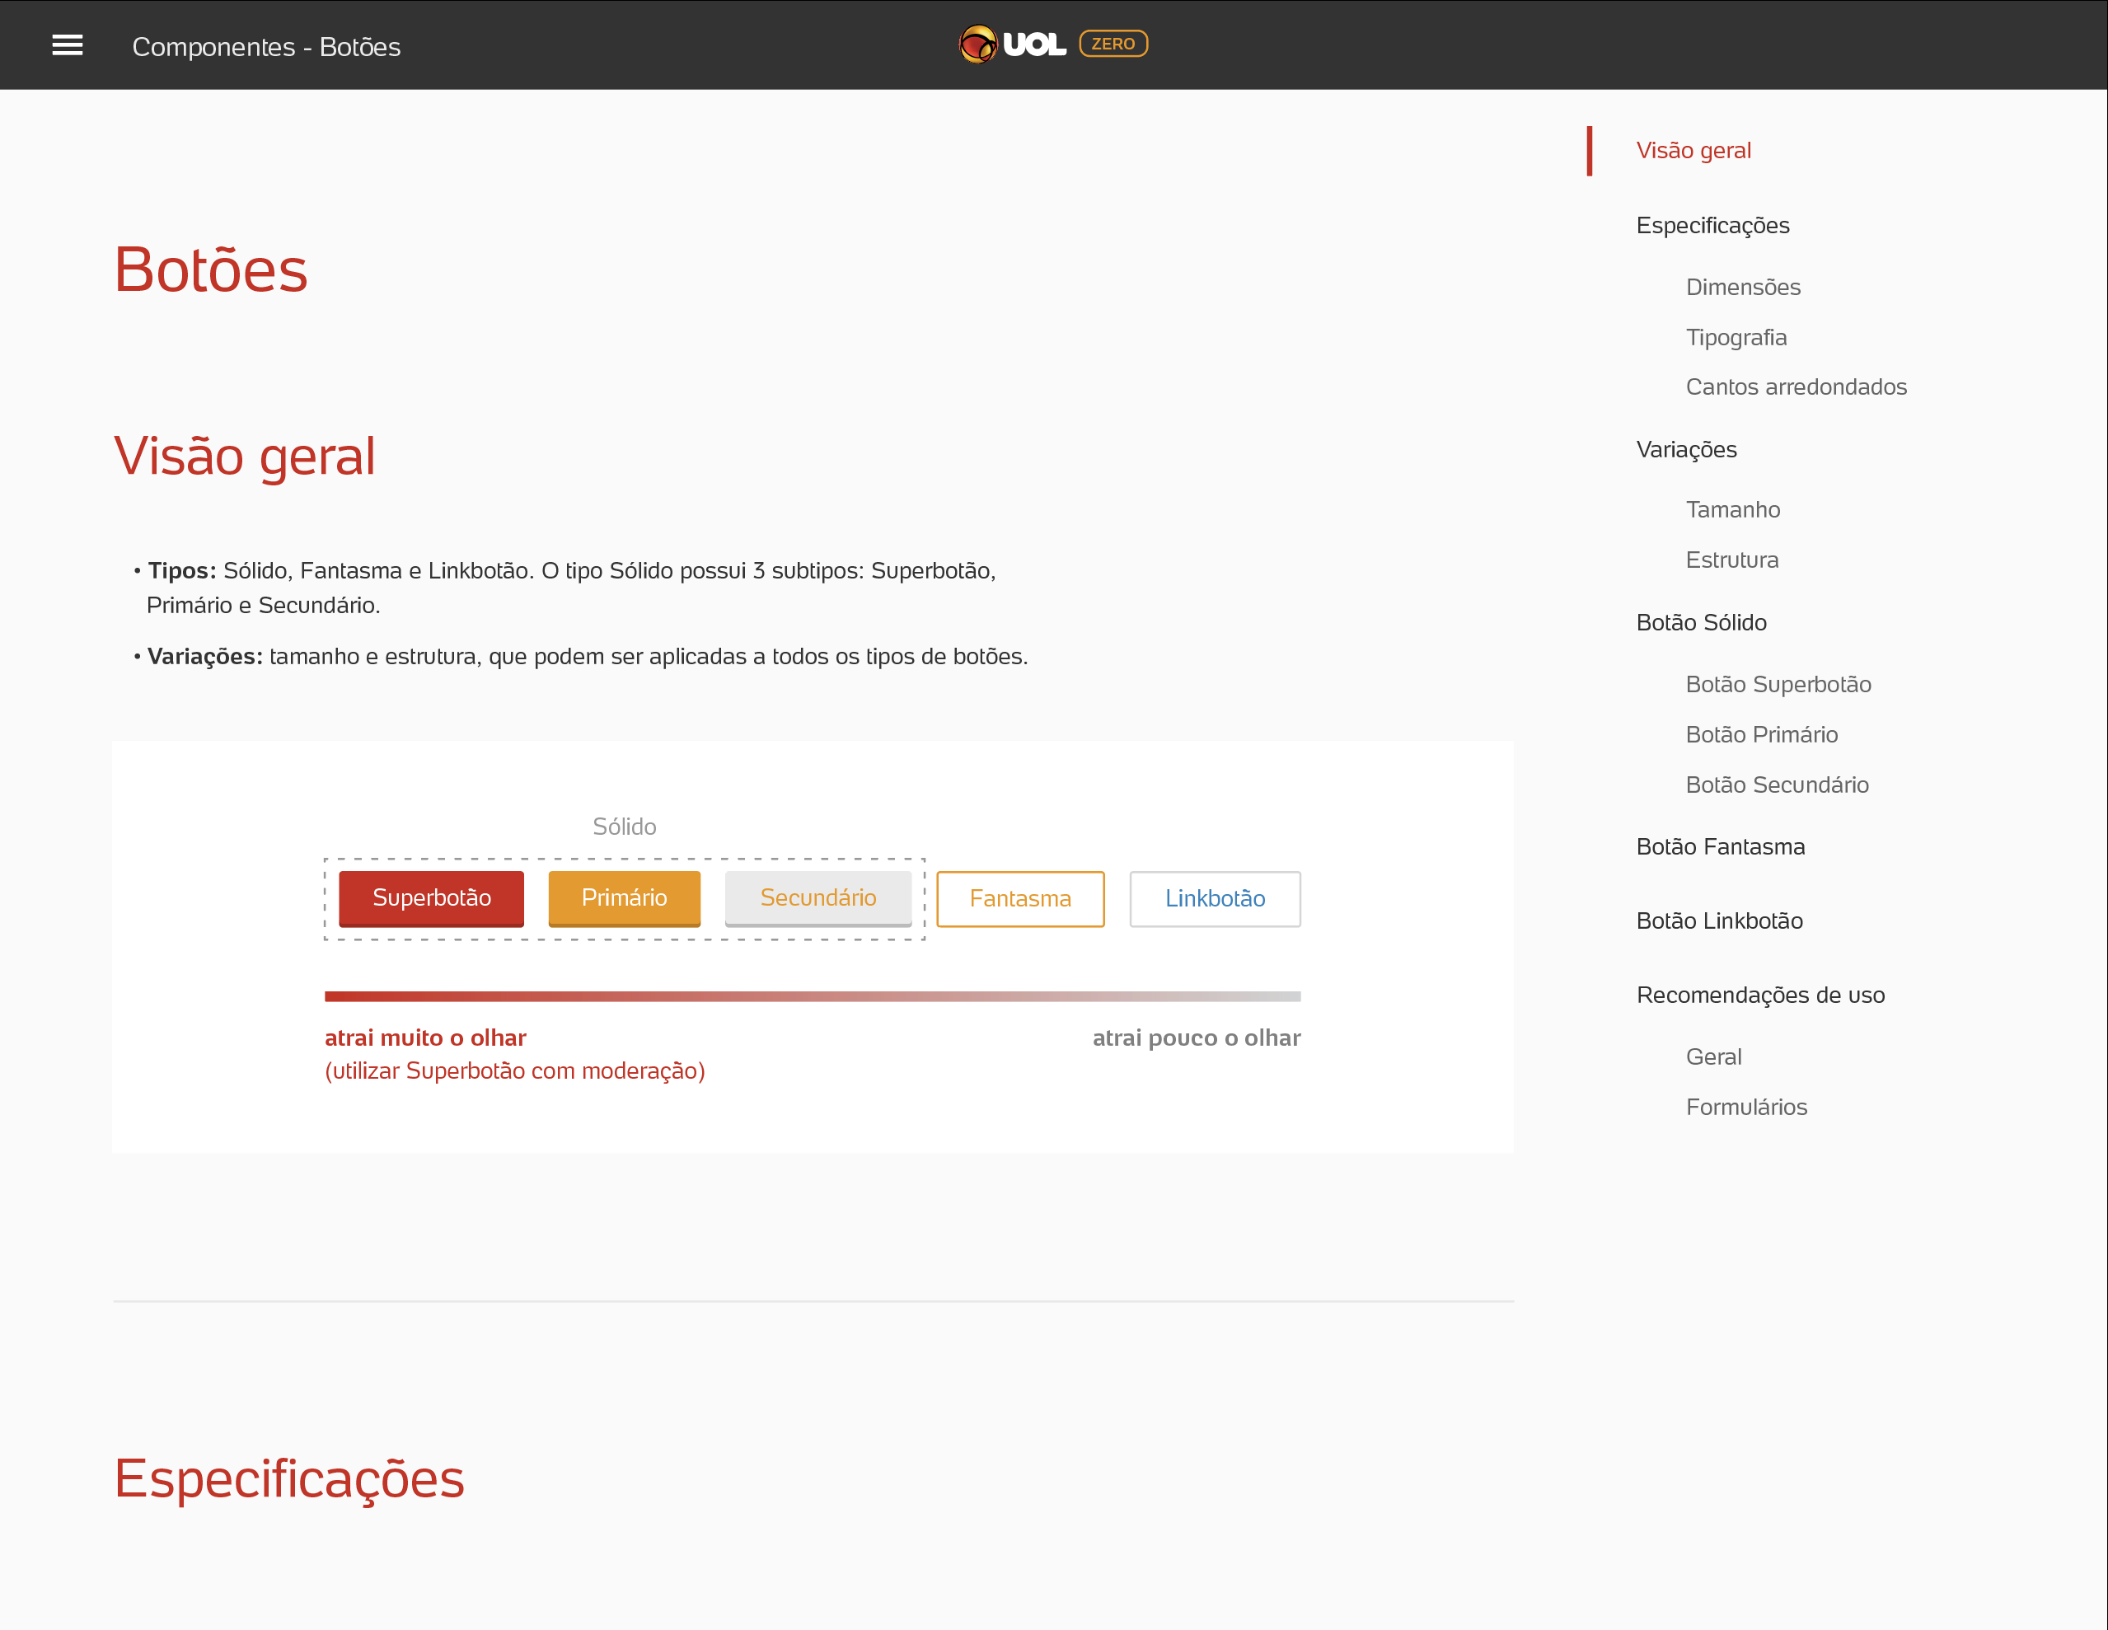 Componentes - Botões
UOL ZERO
Botões
Visão geral
• Tipos: Sólido, Fantasma e Linkbotão. O tipo Sólido possui 3 subtipos: Superbotão,
Primário e Secundário.
• Variações: tamanho e estrutura, que podem ser aplicadas a todos os tipos de botões.
Sólido
Superbotão
Primário
Secundário
Fantasma
Linkbotão
atrai muito o olhar
(utilizar Superbotão com moderação)
atrai pouco o olhar
Especificações
Visão geral
Especificações
Dimensões
Tipografia
Cantos arredondados
Variações
Tamanho
Estrutura
Botão Sólido
Botão Superbotão
Botão Primário
Botão Secundário
Botão Fantasma
Botão Linkbotão
Recomendações de uso
Geral
Formulários